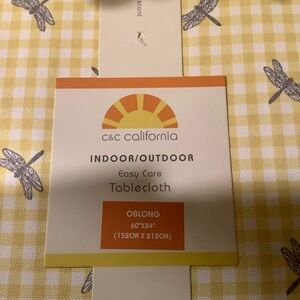 c&c california
INDOOR/OUTDOOR
Easy Care
Tablecloth
OBLONG
60"X84"
(152CM X 213CM)